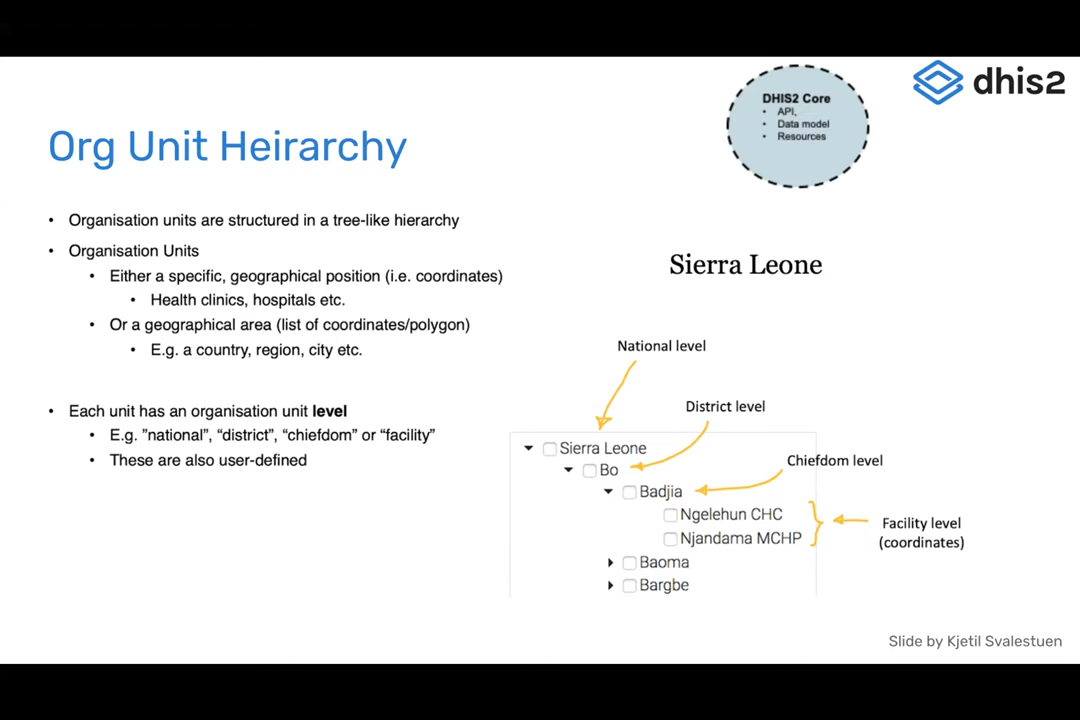 dhis2
DHIS2 Core
• API,
• Data model
• Resources
Org Unit Heirarchy
• Organisation units are structured in a tree-like hierarchy
• Organisation Units
• Either a specific, geographical position (i.e. coordinates)
• Health clinics, hospitals etc.
• Or a geographical area (list of coordinates/polygon)
• E.g. a country, region, city etc.
• Each unit has an organisation unit level
• E.g. ”national”, “district”, “chiefdom” or “facility”
• These are also user-defined
Sierra Leone
National level
District level
Chiefdom level
Facility level
(coordinates)
Sierra Leone
Bo
Badjia
Ngelehun CHC
Njandama MCHP
Baoma
Bargbe
Slide by Kjetil Svalestuen